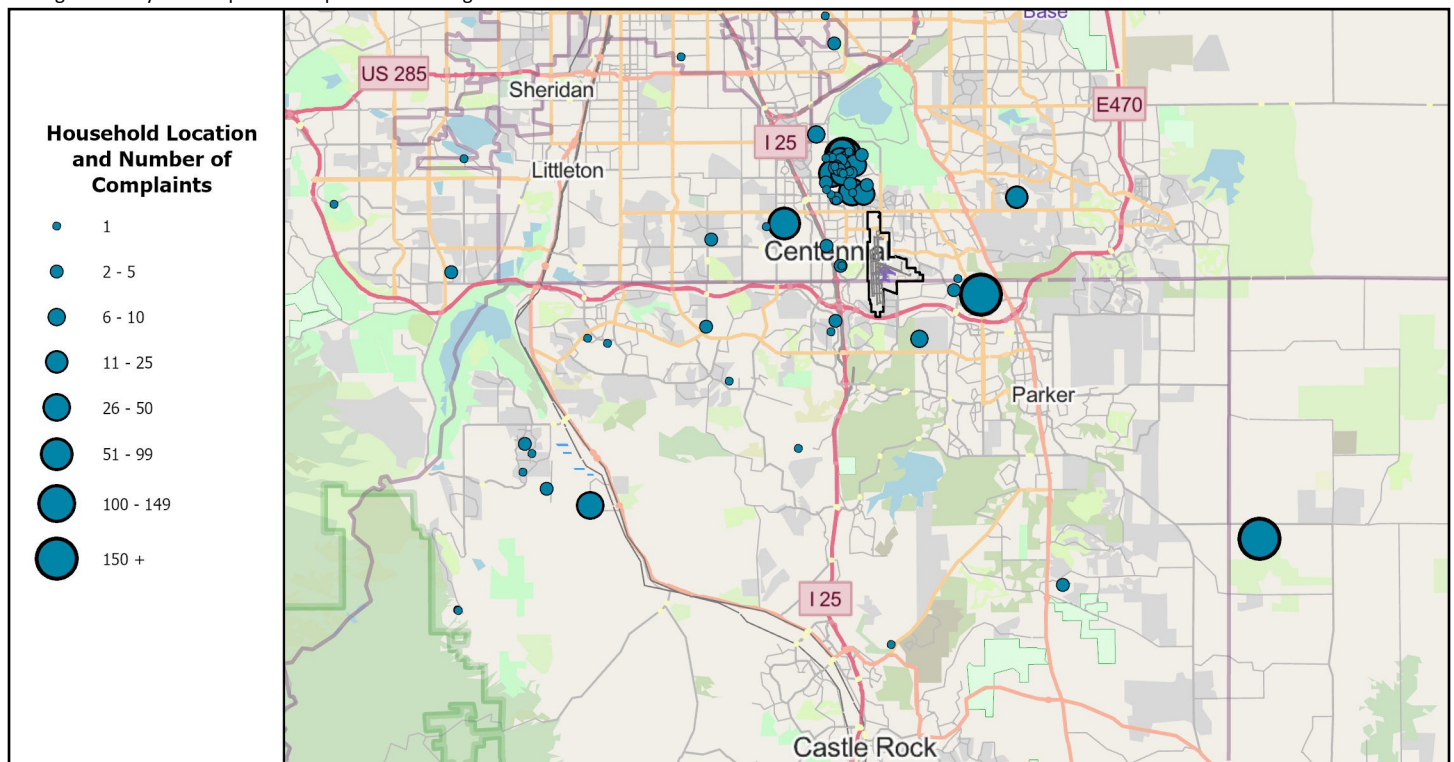 Household Location
and Number of
Complaints
1
2 - 5
6 - 10
11 - 25
26 - 50
51 - 99
100 - 149
150 +
Base
US 285
Sheridan
E470
I 25
Littleton
Centennial
Parker
I 25
Castle Rock